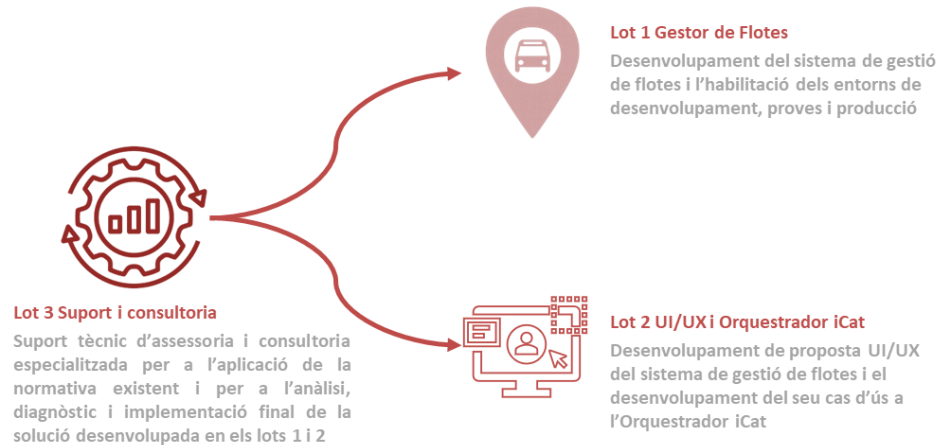 Lot 1 Gestor de Flotes
Desenvolupament del sistema de gestió
de flotes i l’habilitació dels entorns de
desenvolupament, proves i producció
Lot 3 Suport i consultoria
Suport tècnic d’assessoria i consultoria
especialitzada per a l’aplicació de la
normativa existent i per a l’anàlisi,
diagnòstic i implementació final de la
solució desenvolupada en els lots 1 i 2
Lot 2 UI/UX i Orquestrador iCat
Desenvolupament de proposta UI/UX
del sistema de gestió de flotes i el
desenvolupament del seu cas d’ús a
l’Orquestrador iCat